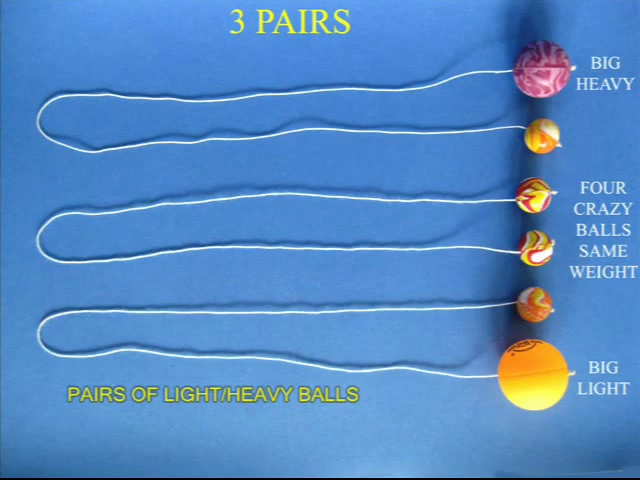 3 PAIRS
BIG
HEAVY
FOUR
CRAZY
BALLS
SAME
WEIGHT
BIG
LIGHT
PAIRS OF LIGHT/HEAVY BALLS